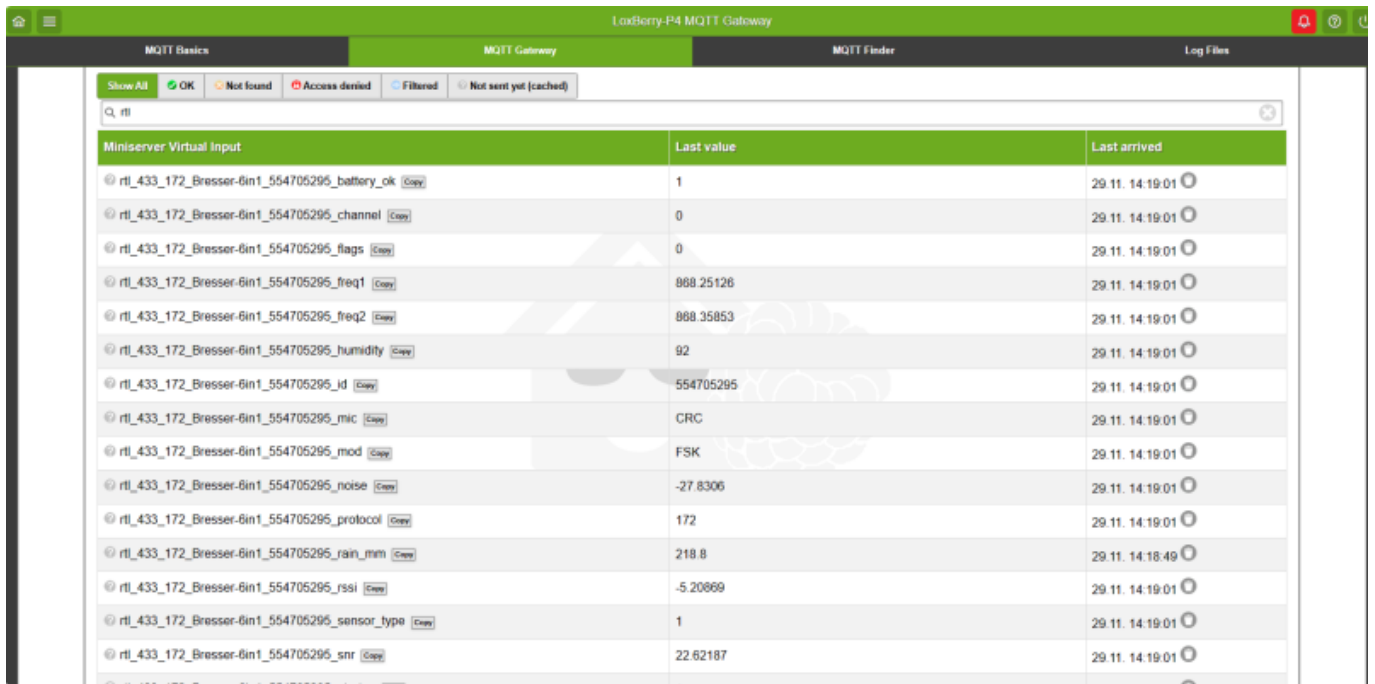 LoxBerry-P4 MQTT Gateway
MQTT Basics MQTT Gateway MQTT Finder Log Files
Show All OK Not found Access denied Filtered Not sent yet (cached)
rtl
Miniserver Virtual Input Last value Last arrived
rtl_433_172_Bresser-6in1_554705295_battery_ok Copy 1 29.11. 14:19:01
rtl_433_172_Bresser-6in1_554705295_channel Copy 0 29.11. 14:19:01
rtl_433_172_Bresser-6in1_554705295_flags Copy 0 29.11. 14:19:01
rtl_433_172_Bresser-6in1_554705295_freq1 Copy 868.25126 29.11. 14:19:01
rtl_433_172_Bresser-6in1_554705295_freq2 Copy 868.35853 29.11. 14:19:01
rtl_433_172_Bresser-6in1_554705295_humidity Copy 92 29.11. 14:19:01
rtl_433_172_Bresser-6in1_554705295_id Copy 554705295 29.11. 14:19:01
rtl_433_172_Bresser-6in1_554705295_mic Copy CRC 29.11. 14:19:01
rtl_433_172_Bresser-6in1_554705295_mod Copy FSK 29.11. 14:19:01
rtl_433_172_Bresser-6in1_554705295_noise Copy -27.8306 29.11. 14:19:01
rtl_433_172_Bresser-6in1_554705295_protocol Copy 172 29.11. 14:19:01
rtl_433_172_Bresser-6in1_554705295_rain_mm Copy 218.8 29.11. 14:18:49
rtl_433_172_Bresser-6in1_554705295_rssi Copy -5.20869 29.11. 14:19:01
rtl_433_172_Bresser-6in1_554705295_sensor_type Copy 1 29.11. 14:19:01
rtl_433_172_Bresser-6in1_554705295_snr Copy 22.62187 29.11. 14:19:01